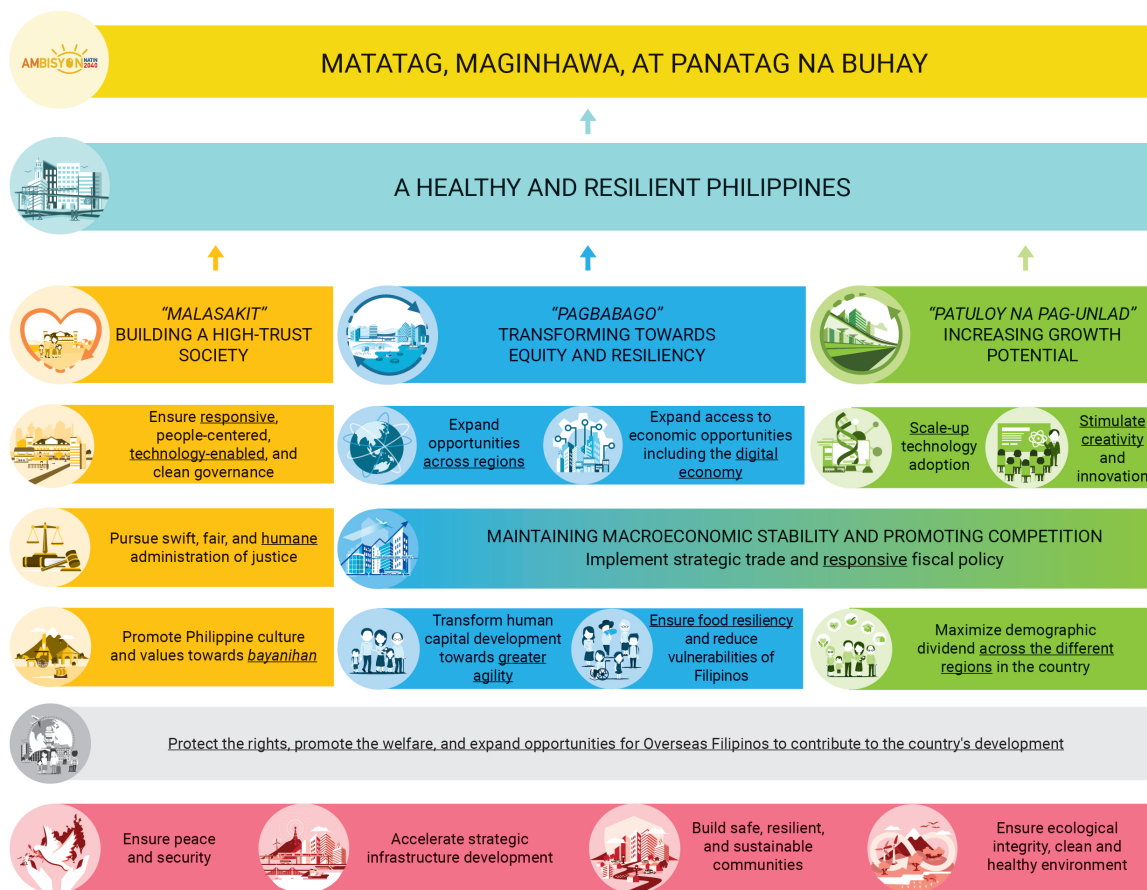 AMBISYON NATIN 2040
MATATAG, MAGINHAWA, AT PANATAG NA BUHAY
A HEALTHY AND RESILIENT PHILIPPINES
“MALASAKIT”
BUILDING A HIGH-TRUST
SOCIETY
“PAGBABAGO”
TRANSFORMING TOWARDS
EQUITY AND RESILIENCY
“PATULOY NA PAG-UNLAD”
INCREASING GROWTH
POTENTIAL
Ensure responsive,
people-centered,
technology-enabled, and
clean governance
Expand
opportunities
across regions
Expand access to
economic opportunities
including the digital
economy
Scale-up
technology
adoption
Stimulate
creativity
and
innovation
Pursue swift, fair, and humane
administration of justice
MAINTAINING MACROECONOMIC STABILITY AND PROMOTING COMPETITION
Implement strategic trade and responsive fiscal policy
Promote Philippine culture
and values towards bayanihan
Transform human
capital development
towards greater
agility
Ensure food resiliency
and reduce
vulnerabilities of
Filipinos
Maximize demographic
dividend across the different
regions in the country
Protect the rights, promote the welfare, and expand opportunities for Overseas Filipinos to contribute to the country's development
Ensure peace
and security
Accelerate strategic
infrastructure development
Build safe, resilient,
and sustainable
communities
Ensure ecological
integrity, clean and
healthy environment